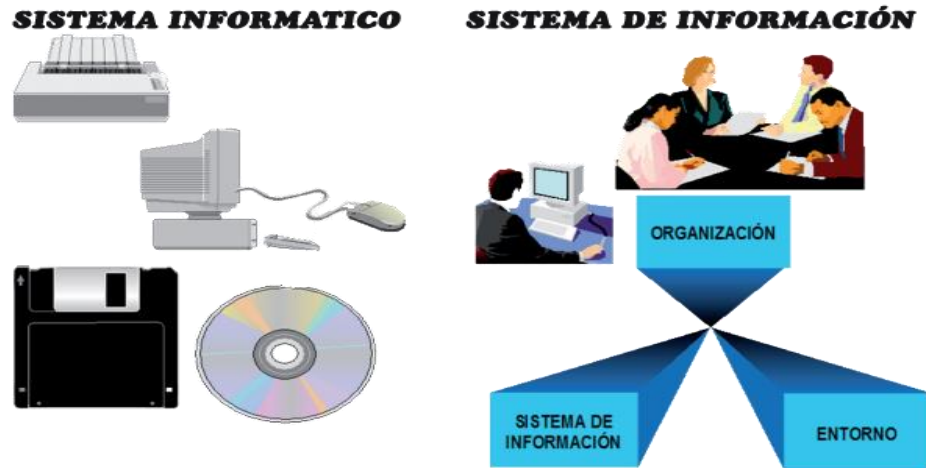 SISTEMA INFORMATICO
SISTEMA DE INFORMACIÓN
ORGANIZACIÓN
SISTEMA DE
INFORMACIÓN
ENTORNO